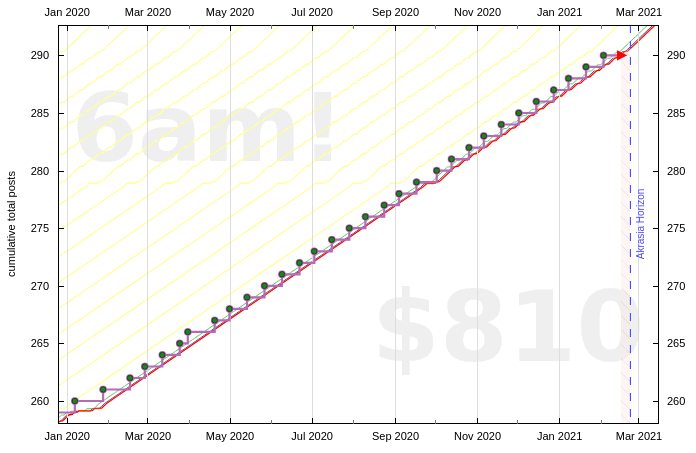 Jan 2020 Mar 2020 May 2020 Jul 2020 Sep 2020 Nov 2020 Jan 2021 Mar 2021
290 290
6am!
285 285
280 280
cumulative total posts
275 275
Akrasia Horizon
270 270
$810
265 265
260 260
Jan 2020 Mar 2020 May 2020 Jul 2020 Sep 2020 Nov 2020 Jan 2021 Mar 2021